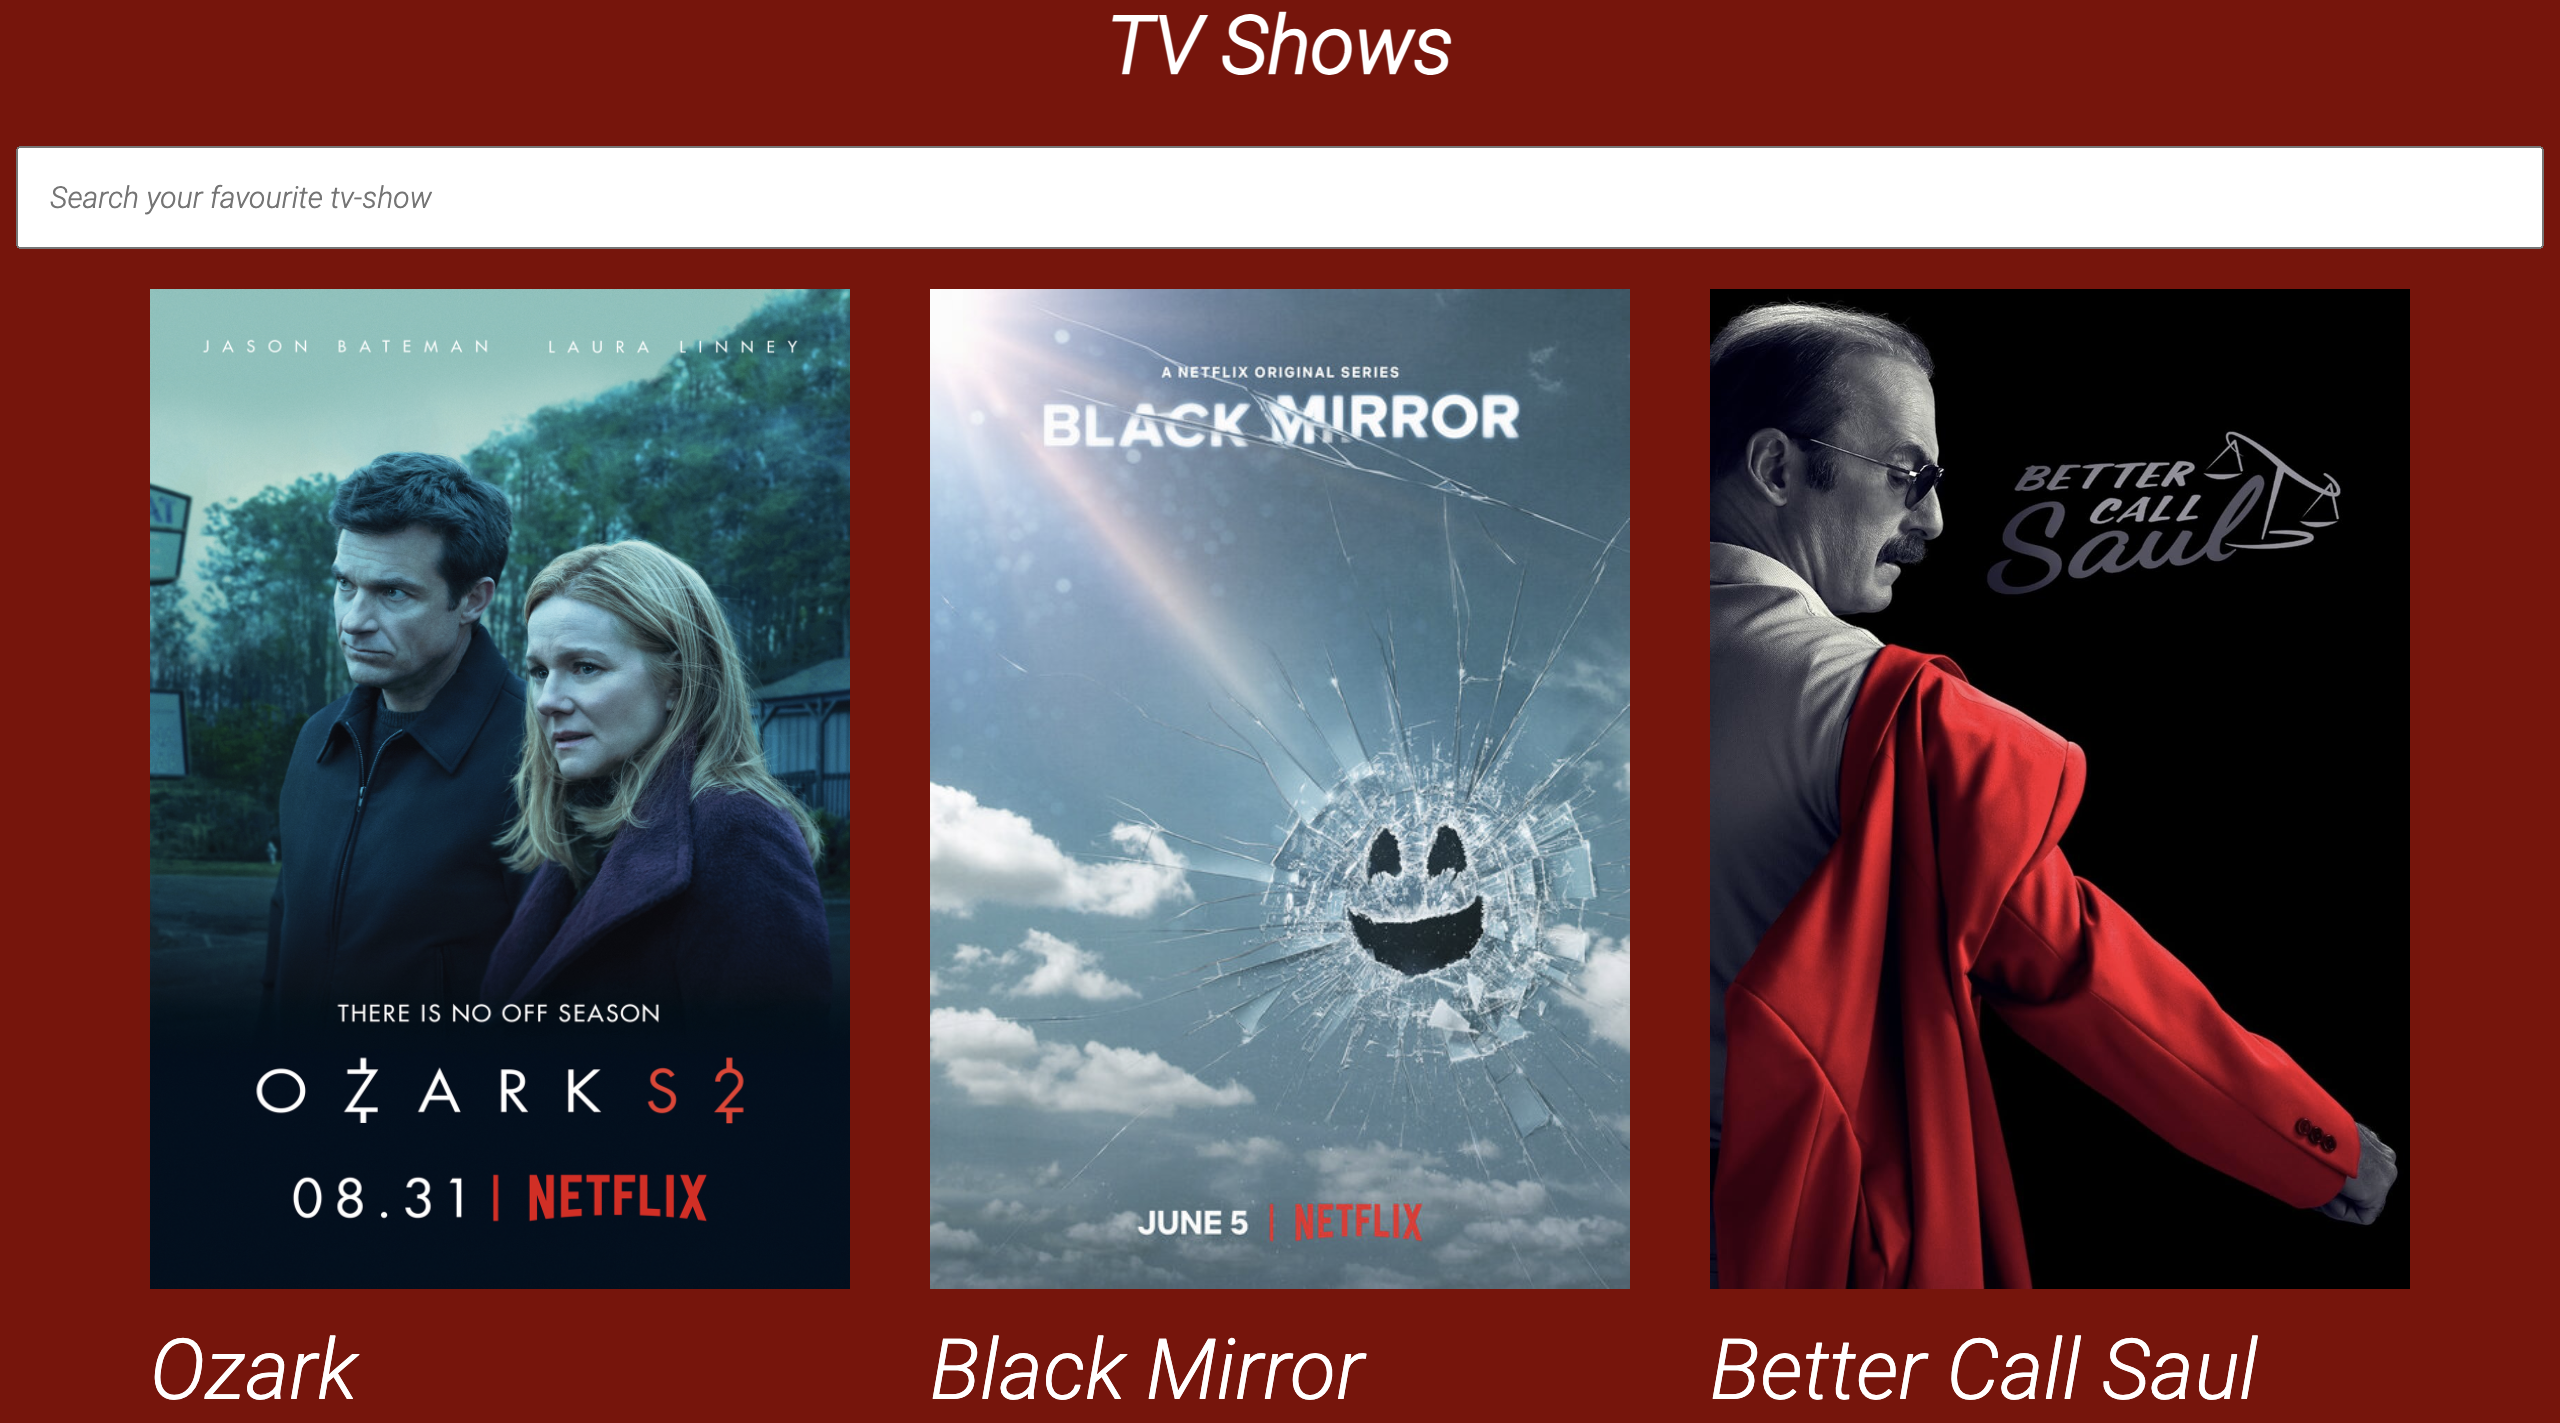 TV Shows
Search your favourite tv-show
JASON BATEMAN LAURA LINNEY
THERE IS NO OFF SEASON
OZARK S2
08.31 | NETFLIX
A NETFLIX ORIGINAL SERIES
BLACK MIRROR
JUNE 5 | NETFLIX
BETTER
CALL
Saul
Ozark
Black Mirror
Better Call Saul